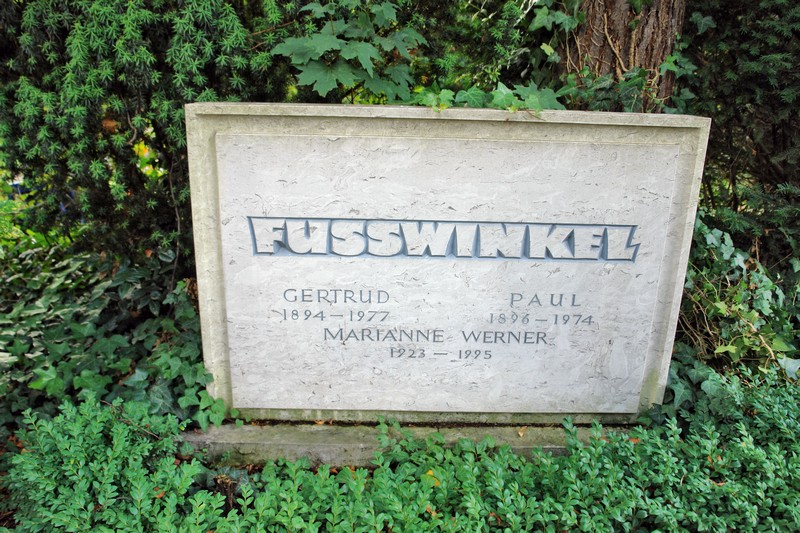 FUSSWINKEL
GERTRUD PAUL
1894 – 1977 1896 – 1974
MARIANNE WERNER
1923 — 1995